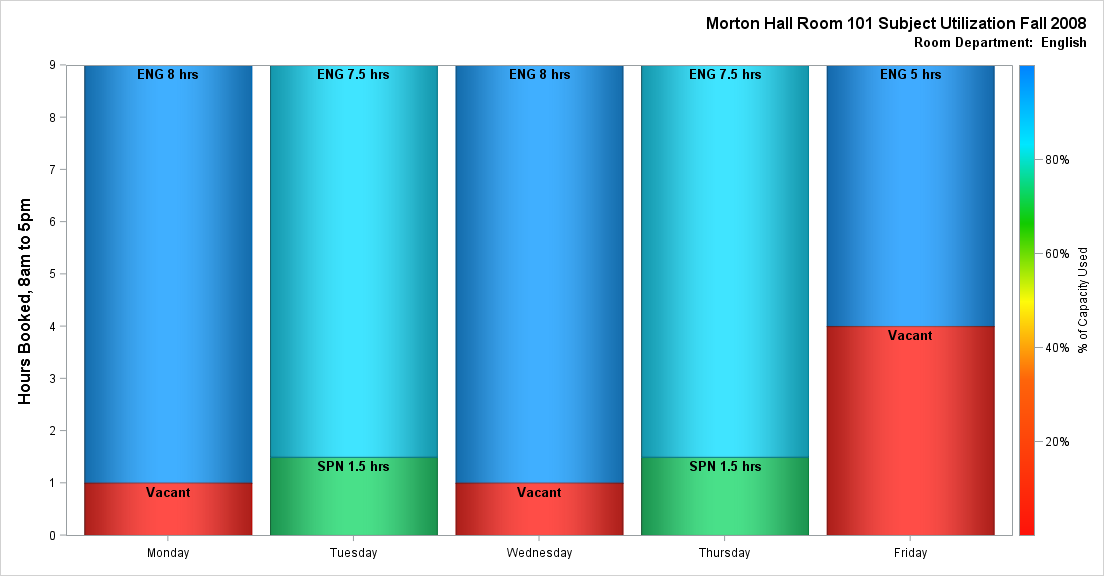 Morton Hall Room 101 Subject Utilization Fall 2008
Room Department:  English
Hours Booked, 8am to 5pm
9
8
7
6
5
4
3
2
1
0
ENG 8 hrs
Vacant
ENG 7.5 hrs
SPN 1.5 hrs
ENG 8 hrs
Vacant
ENG 7.5 hrs
SPN 1.5 hrs
ENG 5 hrs
Vacant
Monday
Tuesday
Wednesday
Thursday
Friday
80%
60%
40%
20%
% of Capacity Used